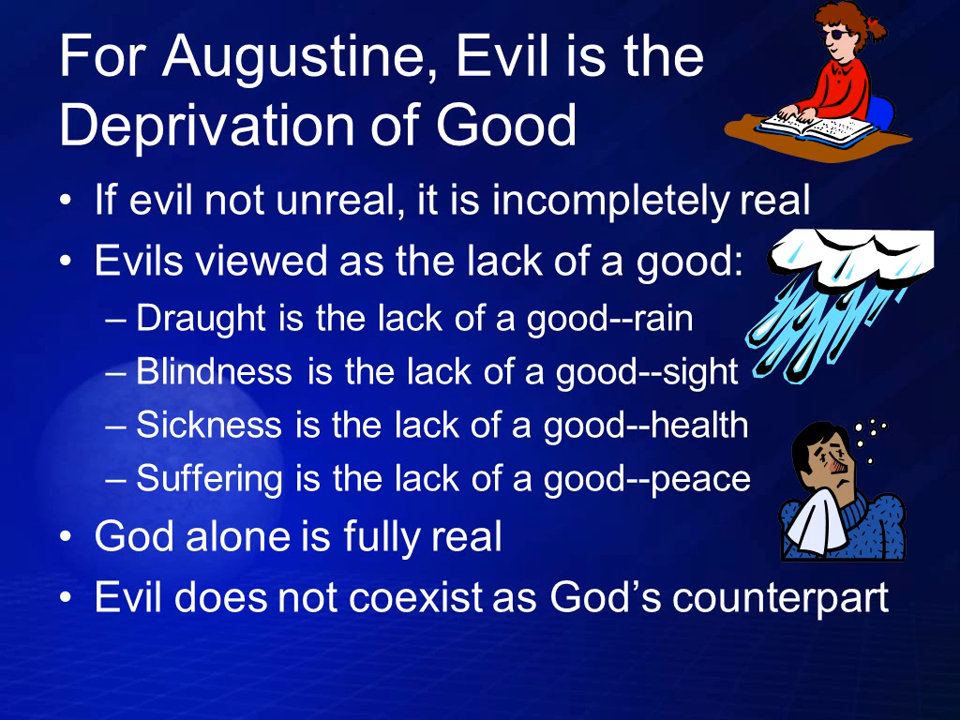 For Augustine, Evil is the
Deprivation of Good
• If evil not unreal, it is incompletely real
• Evils viewed as the lack of a good:
– Draught is the lack of a good--rain
– Blindness is the lack of a good--sight
– Sickness is the lack of a good--health
– Suffering is the lack of a good--peace
• God alone is fully real
• Evil does not coexist as God’s counterpart